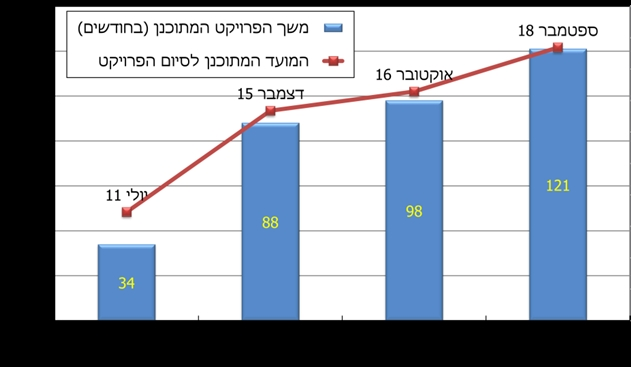 משך הפרויקט המתוכנן (בחודשים)
המועד המתוכנן לסיום הפרויקט
ספטמבר 18
אוקטובר 16
דצמבר 15
יולי 11
121
98
88
34